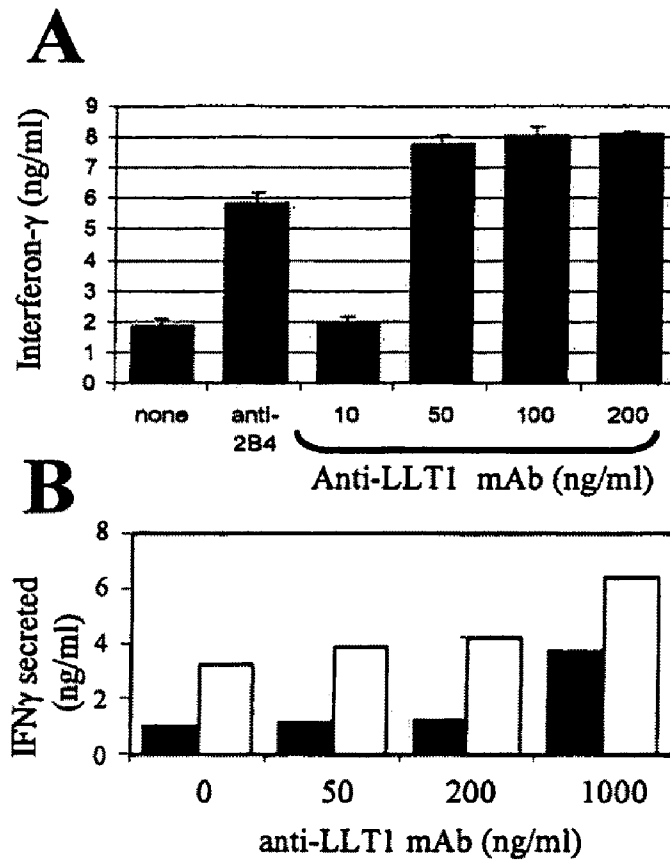 A
Interferon-γ (ng/ml)
9
8
7
6
5
4
3
2
1
0
none anti-2B4 10 50 100 200
Anti-LLT1 mAb (ng/ml)
B
IFNγ secreted
(ng/ml)
8
6
4
2
0
0 50 200 1000
anti-LLT1 mAb (ng/ml)